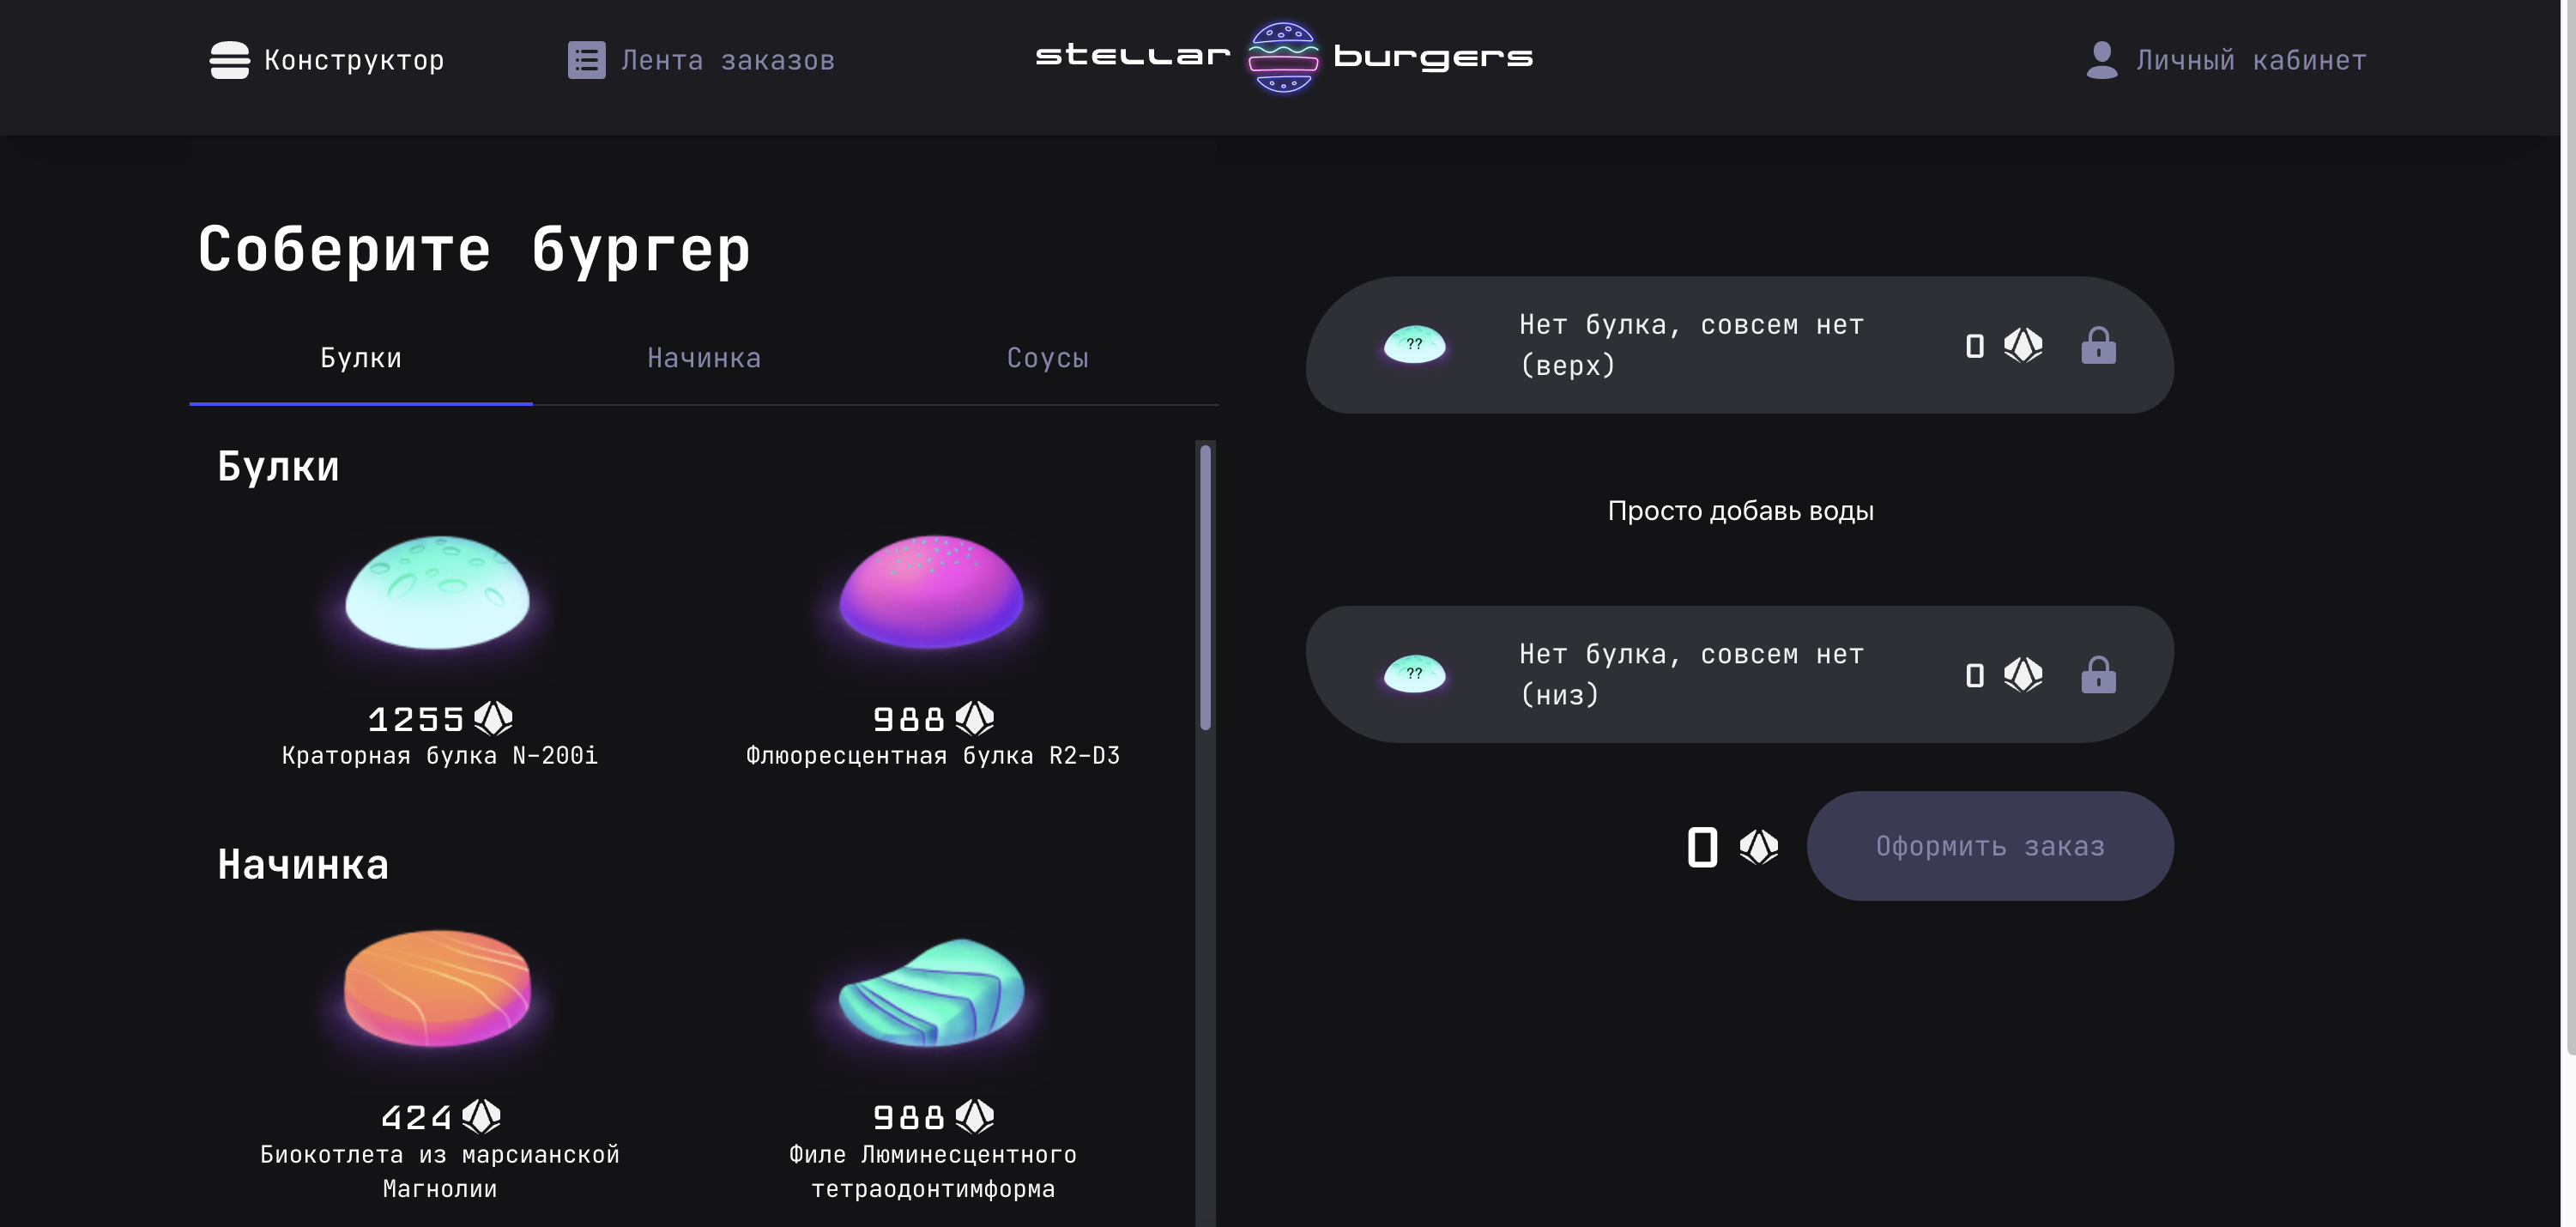 Конструктор
Лента заказов
stellar burgers
Личный кабинет
Соберите бургер
Булки
Начинка
Соусы
Булки
1255
Краторная булка N-200i
988
Флюоресцентная булка R2-D3
Начинка
424
Биокотлета из марсианской
Магнолии
988
Филе Люминесцентного
тетраодонтимформа
??
Нет булка, совсем нет
(верх)
0
Просто добавь воды
??
Нет булка, совсем нет
(низ)
0
0
Оформить заказ